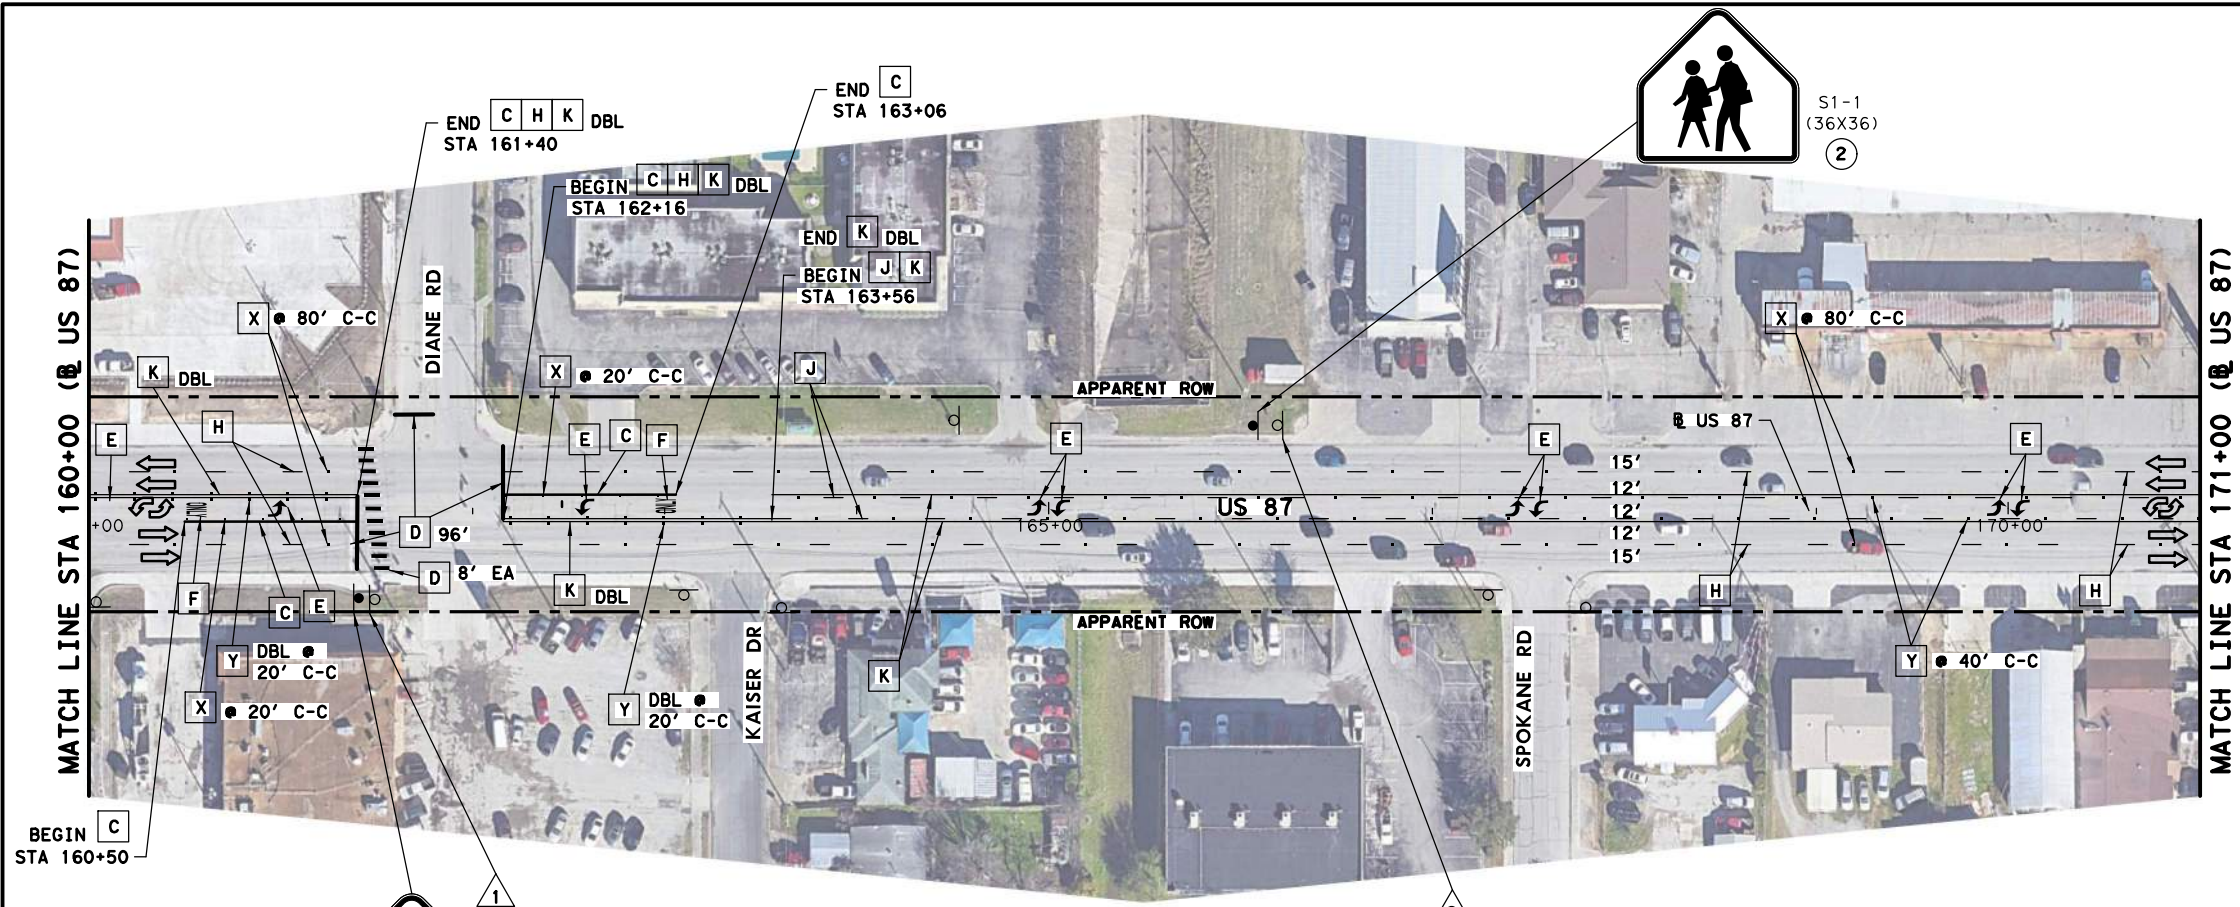 END C H K DBL
STA 161+40
END C
STA 163+06
S1-1
(36X36)
2
BEGIN C H K DBL
STA 162+16
END K DBL
BEGIN J K
STA 163+56
MATCH LINE STA 160+00 (BL US 87)
MATCH LINE STA 171+00 (BL US 87)
X @ 80' C-C
DIANE RD
X @ 80' C-C
K DBL
X @ 20' C-C
J
APPARENT ROW
H
E
E
C
F
E
E
BL US 87
E
15'
12'
12'
12'
15'
US 87
+00
165+00
170+00
D 96'
D 8' EA
K DBL
H
H
F
C
E
APPARENT ROW
KAISER DR
SPOKANE RD
Y DBL @
20' C-C
K
Y @ 40' C-C
X @ 20' C-C
Y DBL @
20' C-C
BEGIN C
STA 160+50
1